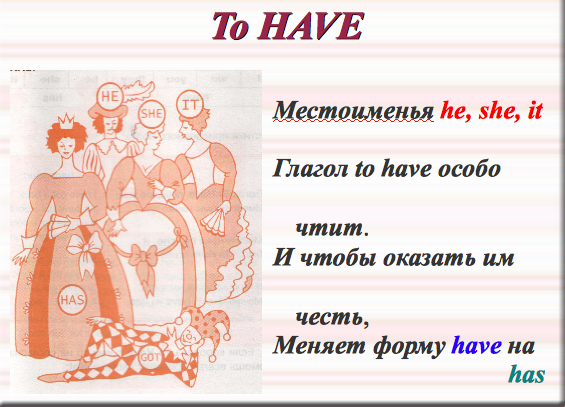 To HAVE
HE
SHE
IT
HAS
GOT
Местоименья he, she, it
Глагол to have особо
чтит.
И чтобы оказать им
честь,
Меняет форму have на
has